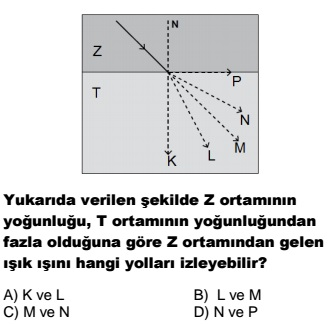 N
Z
P
T
N
M
L
K
Yukarıda verilen şekilde Z ortamının
yoğunluğu, T ortamının yoğunluğundan
fazla olduğuna göre Z ortamından gelen
ışık ışını hangi yolları izleyebilir?
A) K ve L B) L ve M
C) M ve N D) N ve P